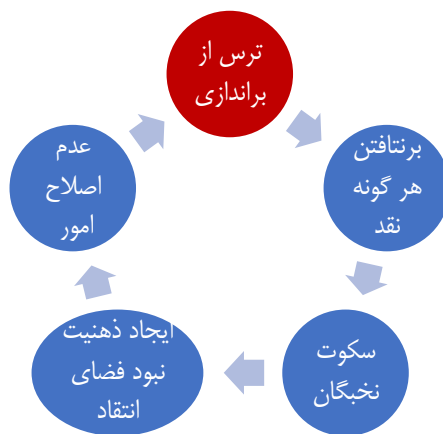 ترس از
براندازی
برنتافتن
هر گونه
نقد
سکوت
نخبگان
ایجاد ذهنیت
نبود فضای
انتقاد
عدم
اصلاح
امور